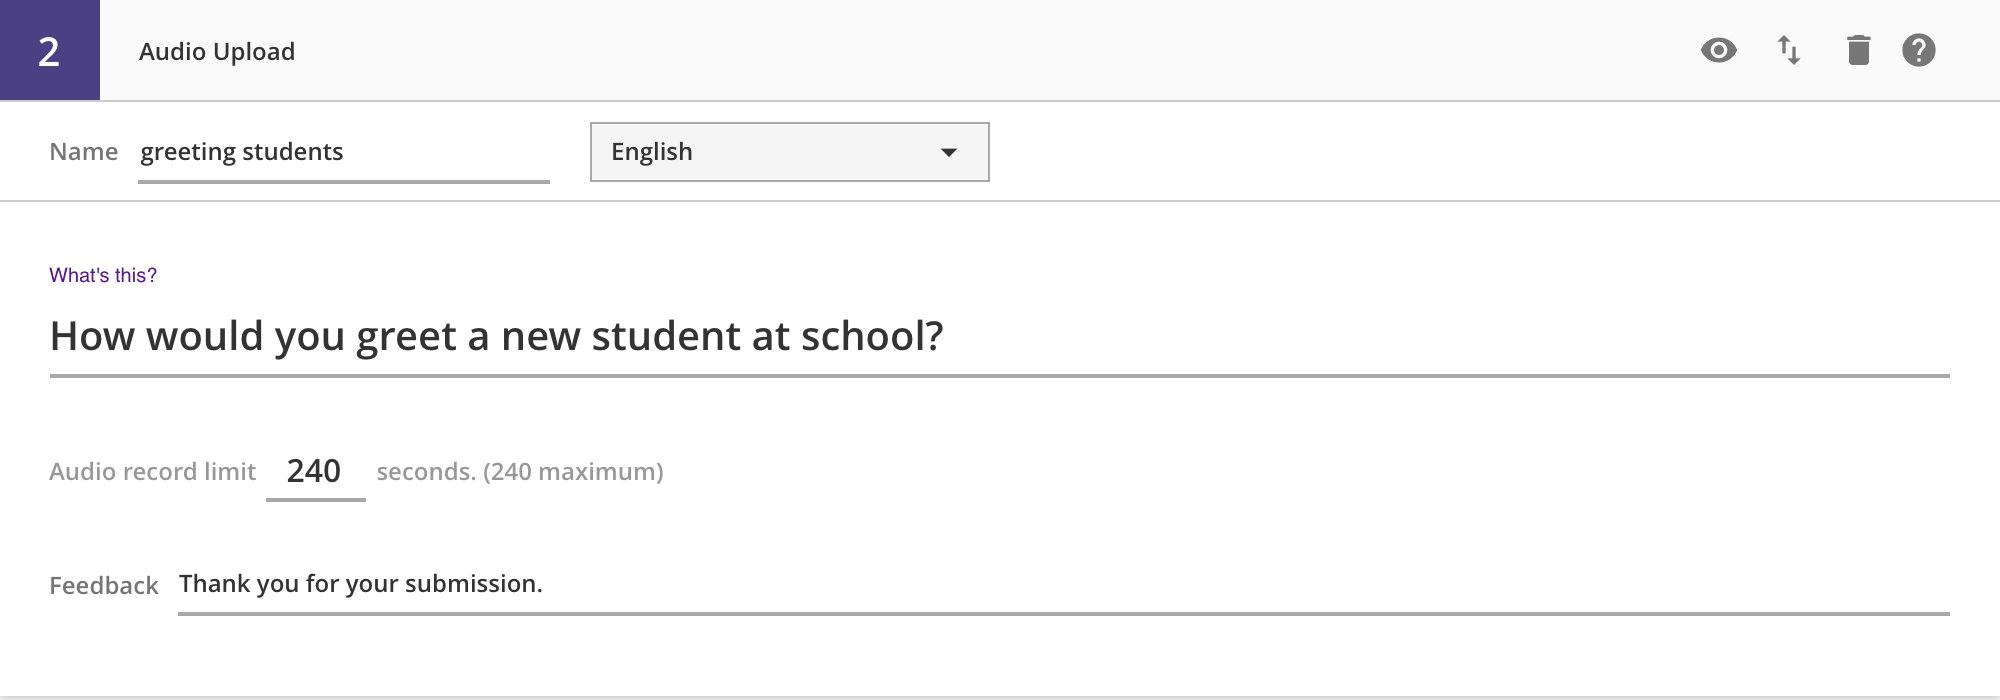 2 Audio Upload ?
Name greeting students English
What's this?
How would you greet a new student at school?
Audio record limit 240 seconds. (240 maximum)
Feedback Thank you for your submission.